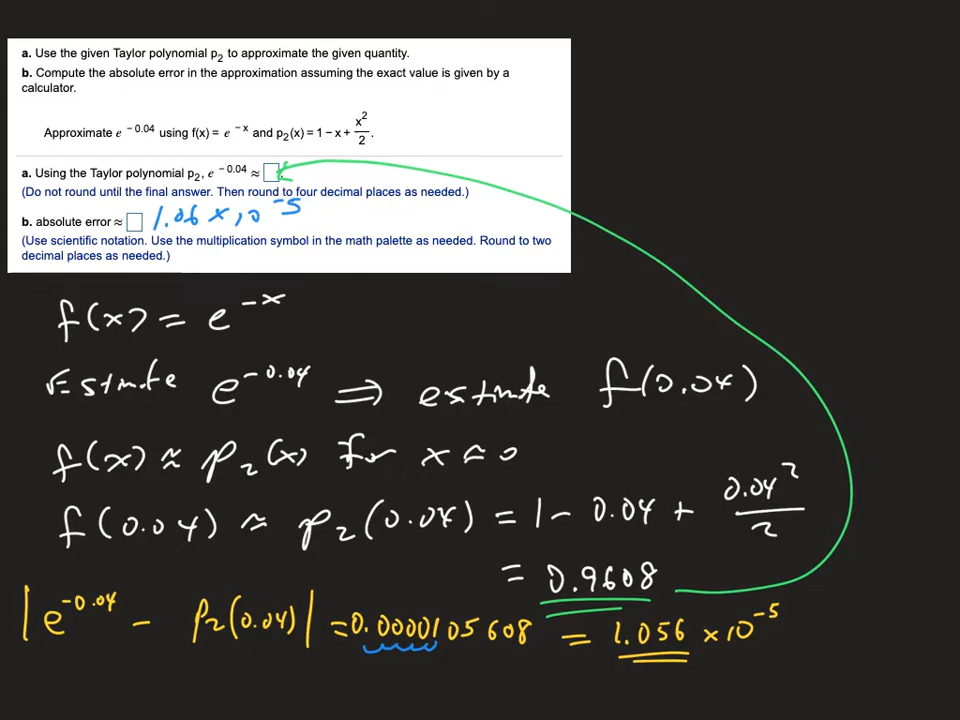 a. Use the given Taylor polynomial p₂ to approximate the given quantity.
b. Compute the absolute error in the approximation assuming the exact value is given by a
calculator.
Approximate e^(-0.04) using f(x) = e^(-x) and p₂(x) = 1 - x + x²/2.
a. Using the Taylor polynomial p₂, e^(-0.04) ≈ □.
(Do not round until the final answer. Then round to four decimal places as needed.)
b. absolute error ≈ □ 1.06 × 10^(-5)
(Use scientific notation. Use the multiplication symbol in the math palette as needed. Round to two
decimal places as needed.)
f(x) = e^(-x)
Estimate e^(-0.04) ⇒ estimate f(0.04)
f(x) ≈ p₂(x) for x ≈ 0
f(0.04) ≈ p₂(0.04) = 1 - 0.04 + 0.04²/2
= 0.9608
|e^(-0.04) - p₂(0.04)| = 0.0000105608 = 1.056 × 10^(-5)